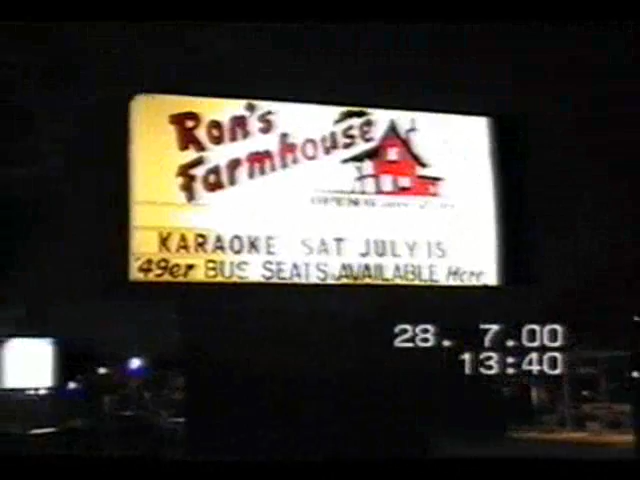 Ron's
Farmhouse
KARAOKE SAT JULY 15
'49er BUS SEATS AVAILABLE Here
28. 7.00
13:40